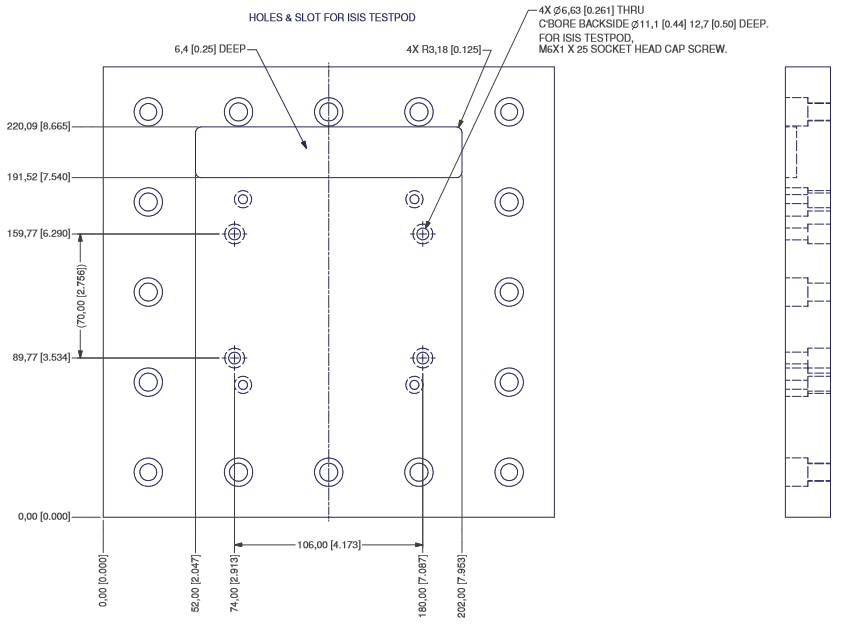 HOLES & SLOT FOR ISIS TESTPOD
4X Ø6,63 [0.261] THRU
C'BORE BACKSIDE Ø11,1 [0.44] 12,7 [0.50] DEEP.
FOR ISIS TESTPOD,
M6X1 X 25 SOCKET HEAD CAP SCREW.
6,4 [0.25] DEEP
4X R3,18 [0.125]
220,09 [8.665]
191,52 [7.540]
159,77 [6.290]
(70,00 [2.756])
89,77 [3.534]
0,00 [0.000]
106,00 [4.173]
0,00 [0.000]
52,00 [2.047]
74,00 [2.913]
180,00 [7.087]
202,00 [7.953]